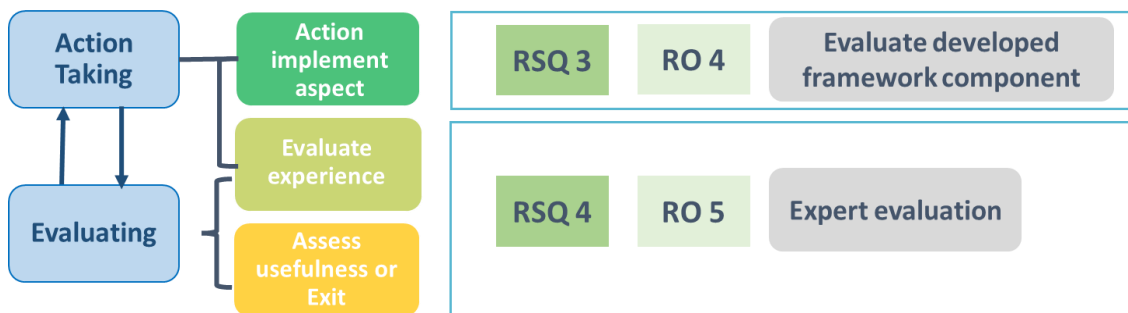 Action
Taking
Action
implement
aspect
RSQ 3
RO 4
Evaluate developed
framework component
Evaluate
experience
Evaluating
Assess
usefulness or
Exit
RSQ 4
RO 5
Expert evaluation